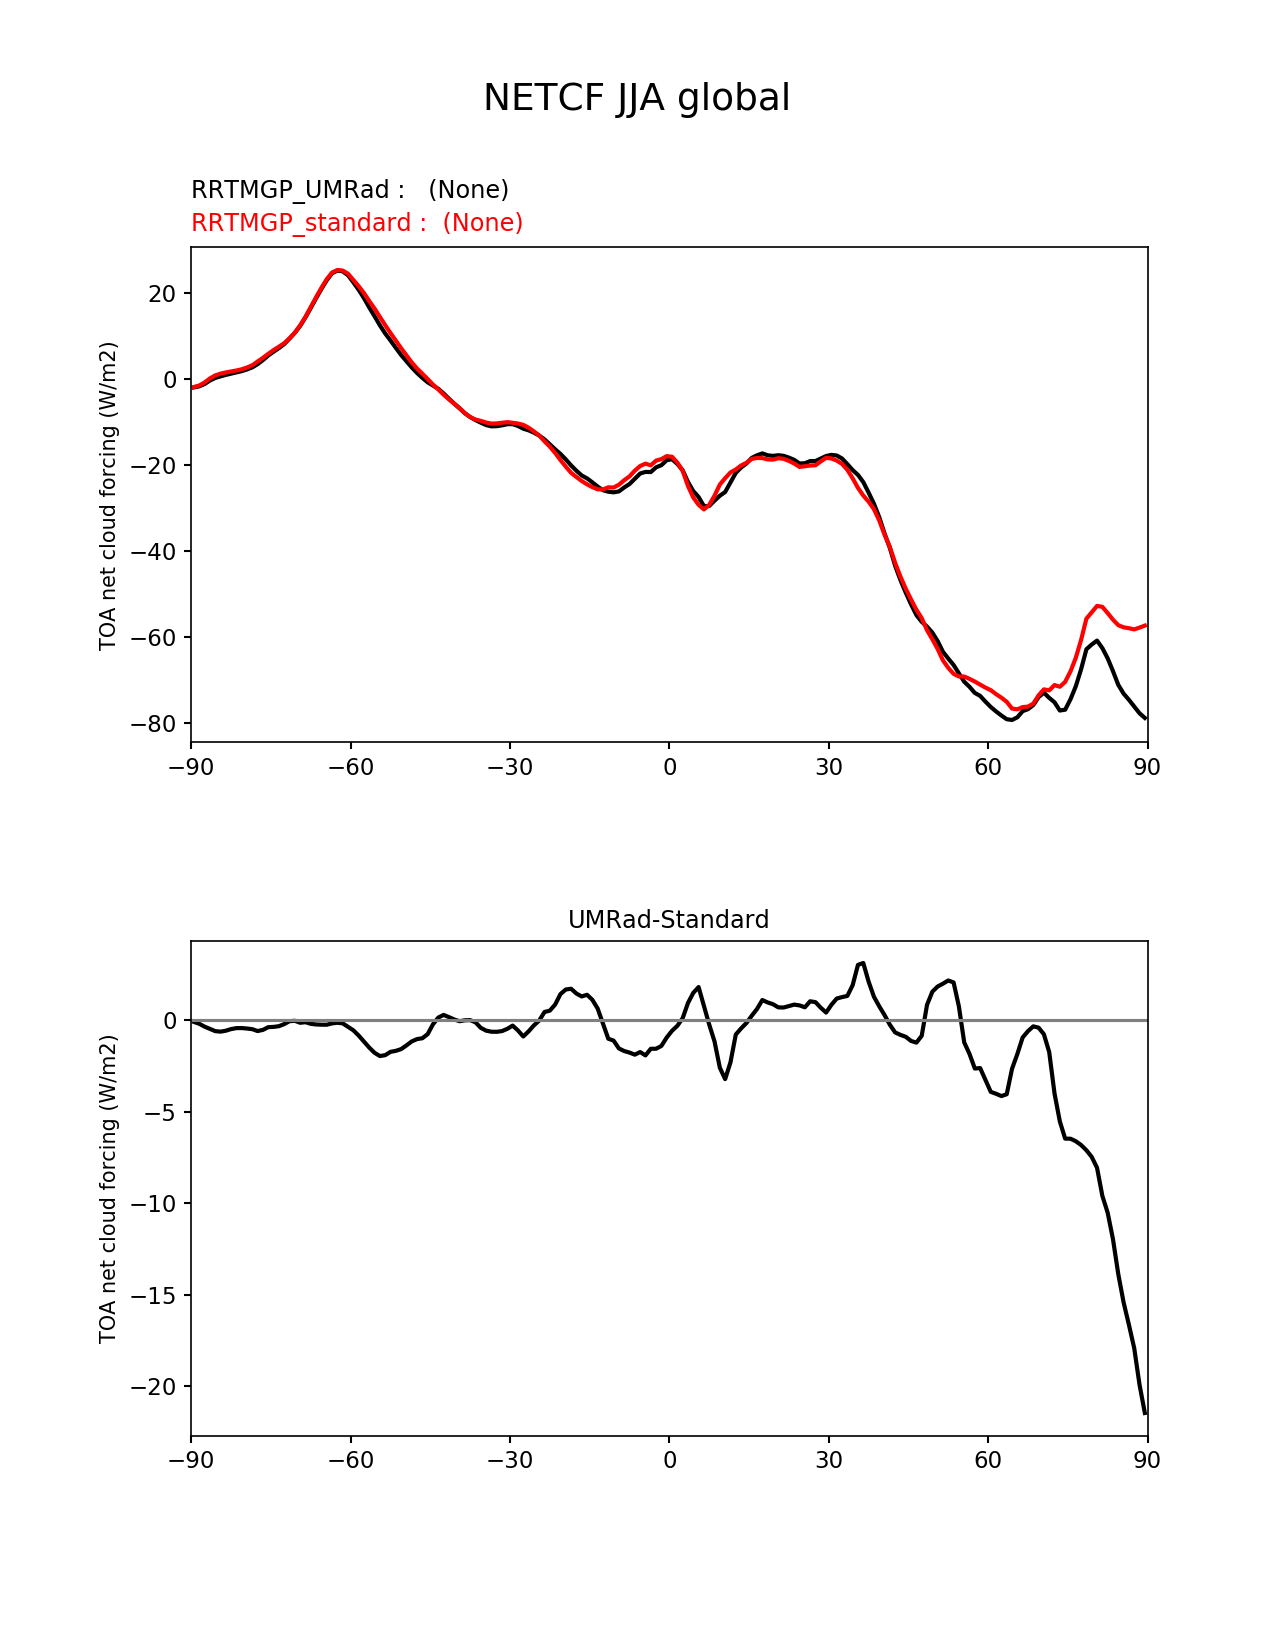 NETCF JJA global
RRTMGP_UMRad :   (None)
RRTMGP_standard :  (None)
TOA net cloud forcing (W/m2)
20
0
−20
−40
−60
−80
−90 −60 −30 0 30 60 90
UMRad-Standard
TOA net cloud forcing (W/m2)
0
−5
−10
−15
−20
−90 −60 −30 0 30 60 90